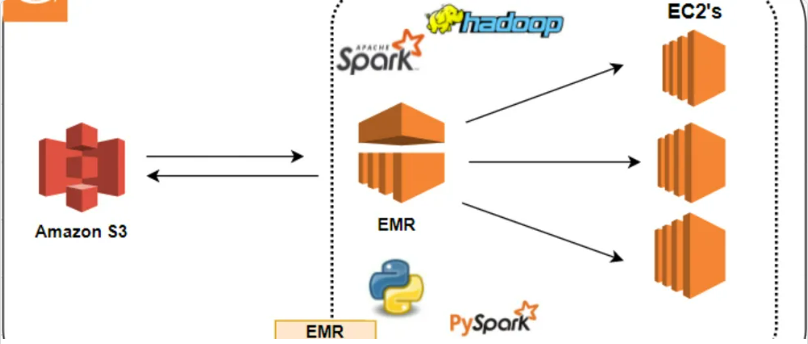 EC2's
hadoop
APACHE
Spark
Amazon S3
EMR
PySpark
EMR